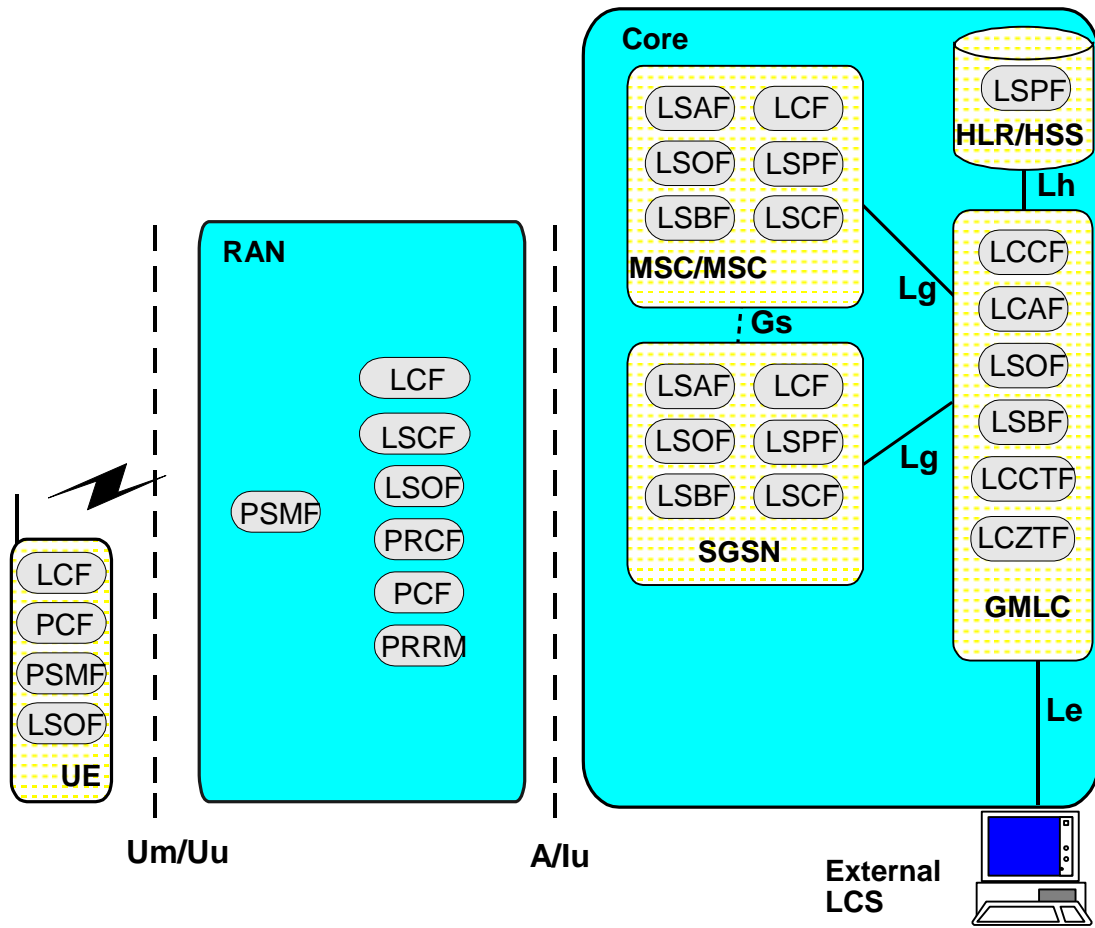 Core
LSAF
LCF
LSOF
LSPF
LSBF
LSCF
MSC/MSC
LSPF
HLR/HSS
Lh
Lg
Gs
LSAF
LCF
LSOF
LSPF
LSBF
LSCF
SGSN
Lg
LCCF
LCAF
LSOF
LSBF
LCCTF
LCZTF
GMLC
Le
RAN
LCF
LSCF
LSOF
PSMF
PRCF
PCF
PRRM
LCF
PCF
PSMF
LSOF
UE
Um/Uu
A/Iu
External
LCS